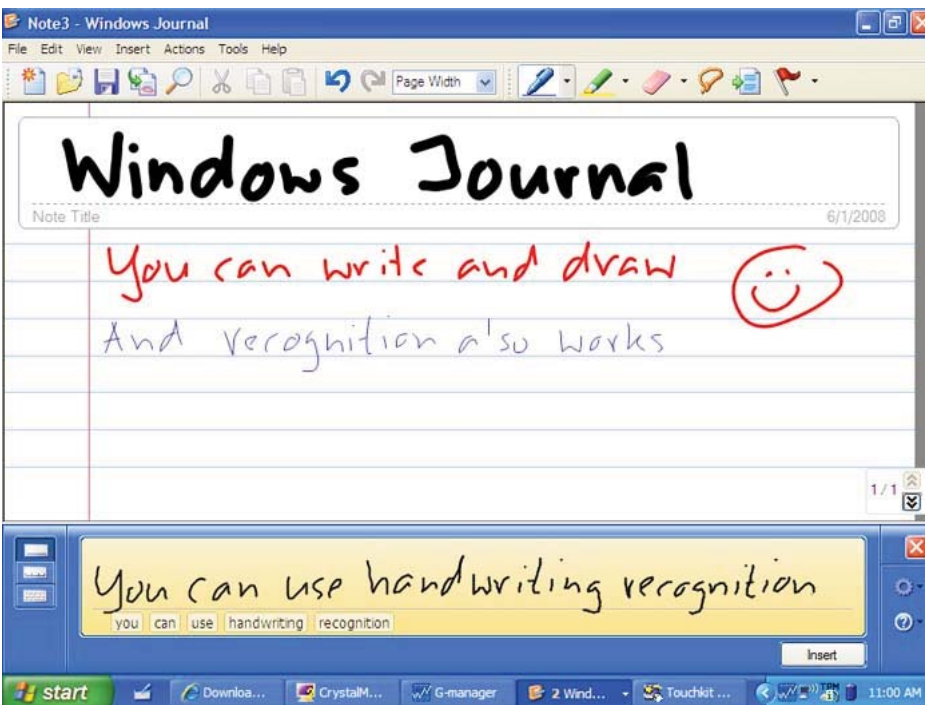 Note3 - Windows Journal
File Edit View Insert Actions Tools Help
Page Width
Windows Journal
Note Title 6/1/2008
You can write and draw
And recognition also works
1/1
You can use handwriting recognition
you can use handwriting recognition
Insert
start Downloa... CrystalM... G-manager 2 Wind... Touchkit ... 11:00 AM